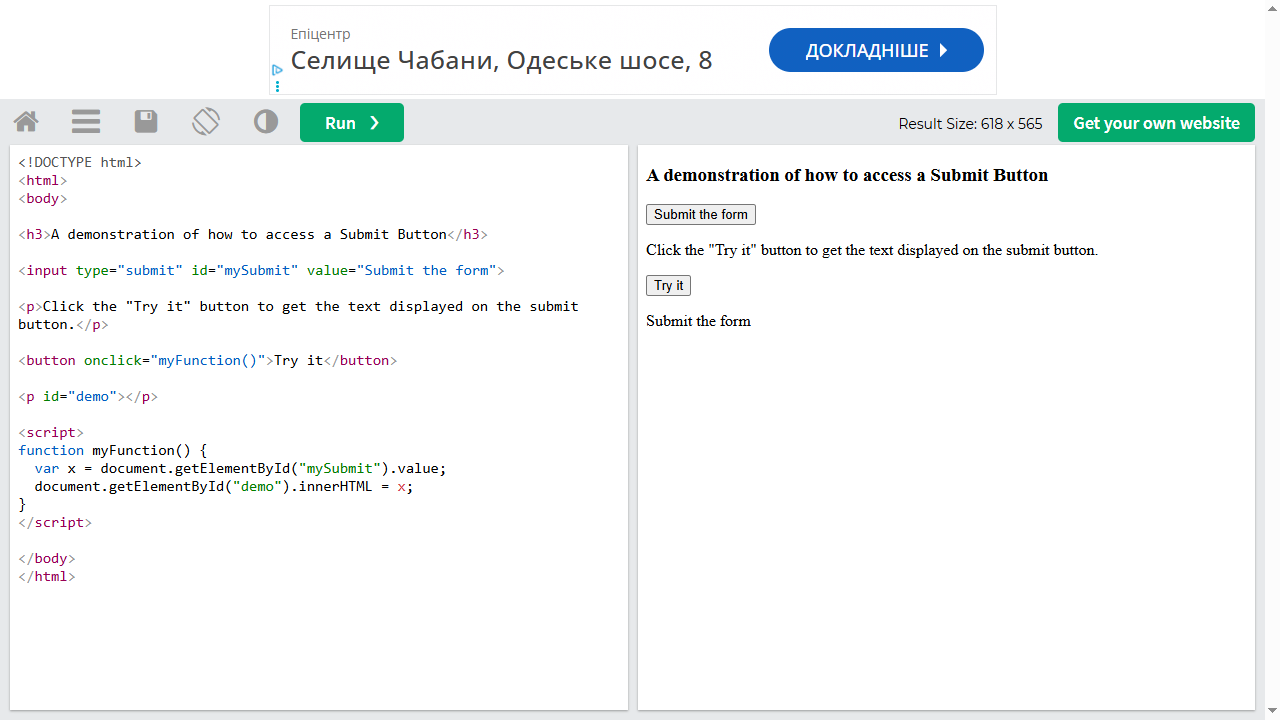 Епіцентр
Селище Чабани, Одеське шосе, 8
ДОКЛАДНІШЕ
Run ❯
Result Size: 618 x 565
Get your own website
<!DOCTYPE html>
<html>
<body>
<h3>A demonstration of how to access a Submit Button</h3>
<input type="submit" id="mySubmit" value="Submit the form">
<p>Click the "Try it" button to get the text displayed on the submit
button.</p>
<button onclick="myFunction()">Try it</button>
<p id="demo"></p>
<script>
function myFunction() {
  var x = document.getElementById("mySubmit").value;
  document.getElementById("demo").innerHTML = x;
}
</script>
</body>
</html>
A demonstration of how to access a Submit Button
Submit the form
Click the "Try it" button to get the text displayed on the submit button.
Try it
Submit the form